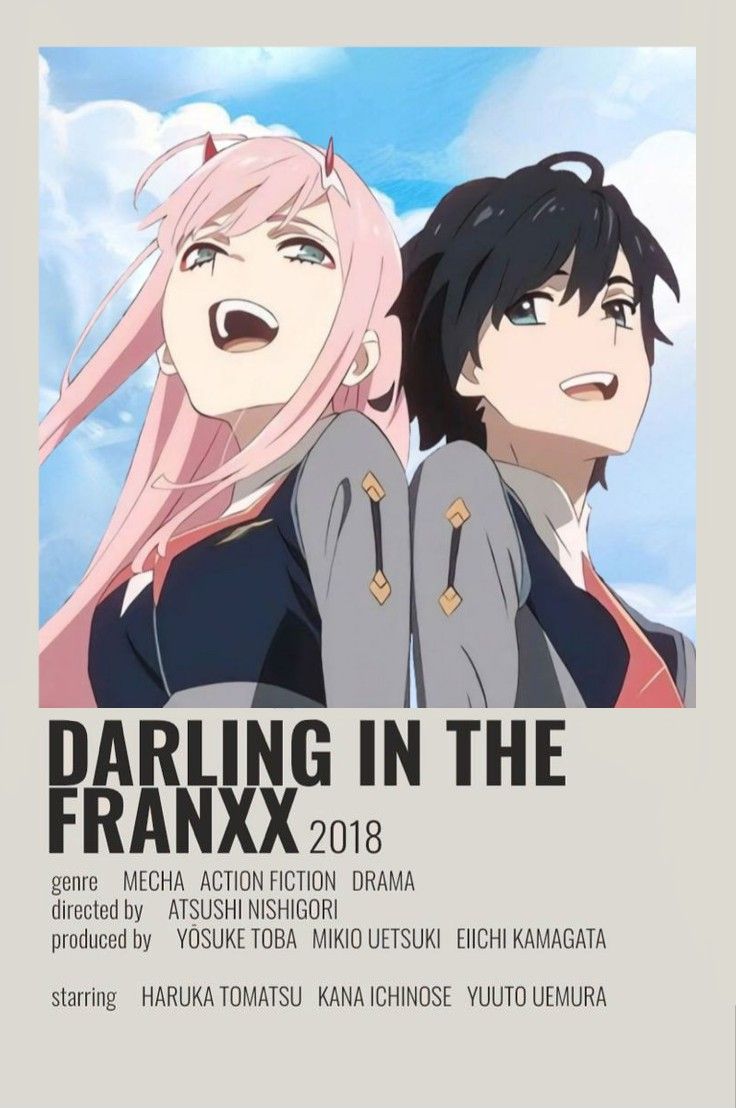 DARLING IN THE
FRANXX 2018
genre MECHA ACTION FICTION DRAMA
directed by ATSUSHI NISHIGORI
produced by YŌSUKE TOBA MIKIO UETSUKI EIICHI KAMAGATA
starring HARUKA TOMATSU KANA ICHINOSE YUUTO UEMURA